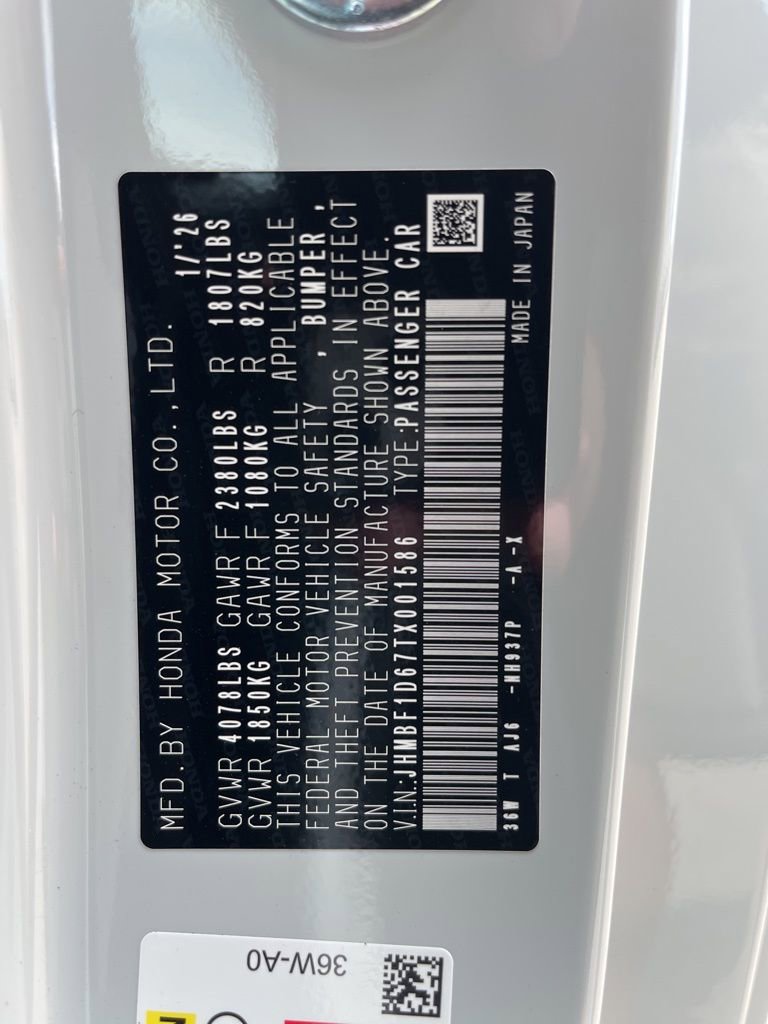 MFD. BY HONDA MOTOR CO., LTD. 1/'26
GVWR 4078LBS GAWR F 2380LBS R 1807LBS
GVWR 1850KG GAWR F 1080KG R 820KG
THIS VEHICLE CONFORMS TO ALL APPLICABLE
FEDERAL MOTOR VEHICLE SAFETY , BUMPER ,
AND THEFT PREVENTION STANDARDS IN EFFECT
ON THE DATE OF MANUFACTURE SHOWN ABOVE.
V.I.N: JHMBF1D67TX001586 TYPE:PASSENGER CAR
36W T AJ6 -NH937P -A-X MADE IN JAPAN
36W-A0